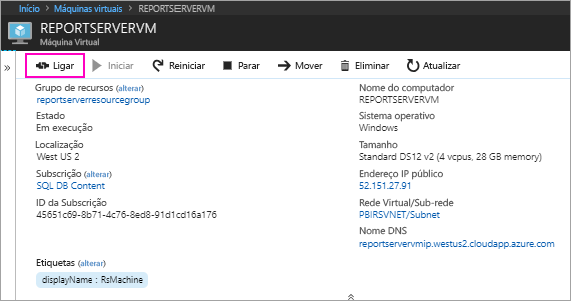 Início > Máquinas virtuais > REPORTSERVERVM
REPORTSERVERVM
Máquina Virtual
» Ligar Iniciar Reiniciar Parar Mover Eliminar Atualizar
Grupo de recursos (alterar)
reportserverresourcegroup
Estado
Em execução
Localização
West US 2
Subscrição (alterar)
SQL DB Content
ID da Subscrição
45651c69-8b71-4c76-8ed8-91d1cd16a176
Nome do computador
REPORTSERVERVM
Sistema operativo
Windows
Tamanho
Standard DS12 v2 (4 vcpus, 28 GB memory)
Endereço IP público
52.151.27.91
Rede Virtual/Sub-rede
PBIRSVNET/Subnet
Nome DNS
reportservervmip.westus2.cloudapp.azure.com
Etiquetas (alterar)
displayName : RsMachine